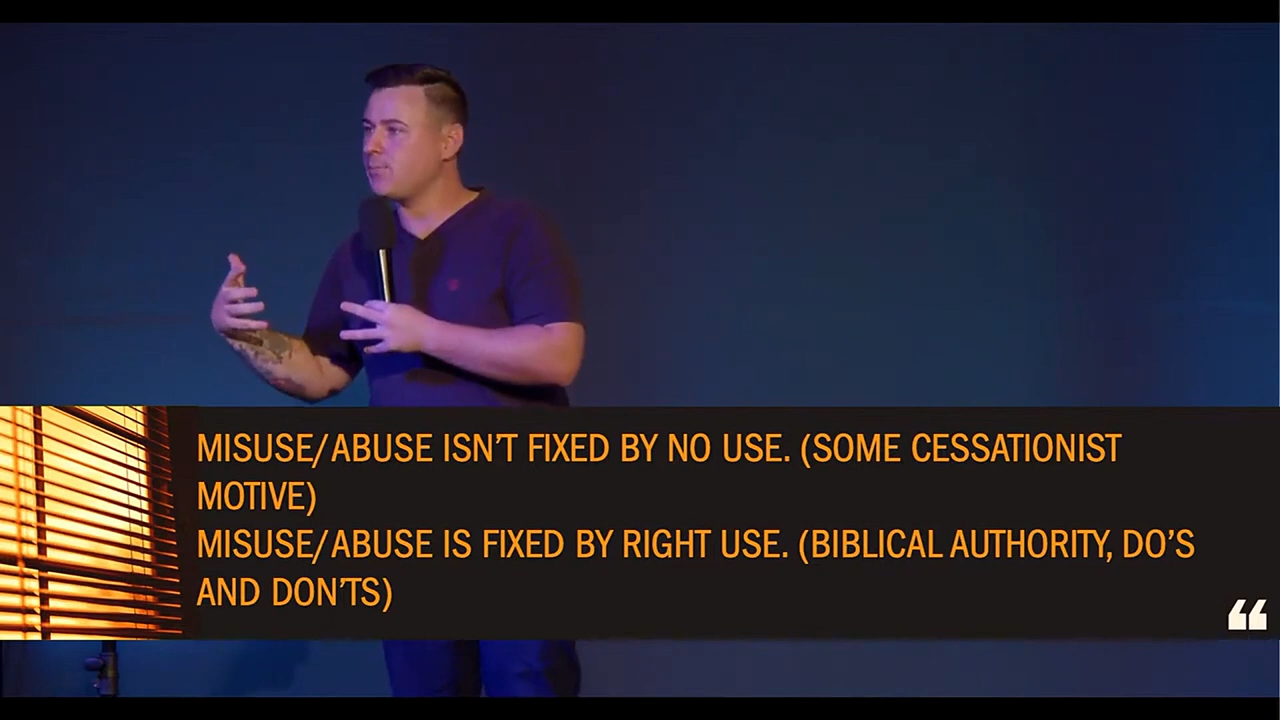 MISUSE/ABUSE ISN’T FIXED BY NO USE. (SOME CESSATIONIST
MOTIVE)
MISUSE/ABUSE IS FIXED BY RIGHT USE. (BIBLICAL AUTHORITY, DO’S
AND DON’TS)
“